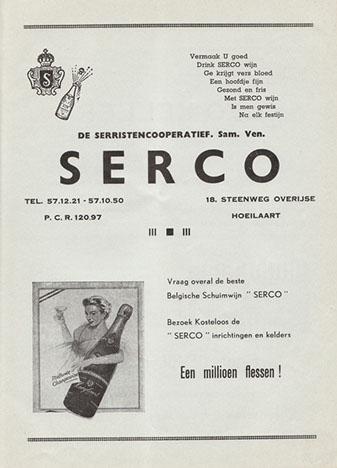 S
Vermaak U goed
Drink SERCO wijn
Ge krijgt vers bloed
Een hoofdje fijn
Gezond en fris
Met SERCO wijn
Is men gewis
Na elk festijn
DE SERRISTENCOOPERATIEF. Sam. Ven.
SERCO
TEL. 57.12.21 - 57.10.50
18. STEENWEG OVERIJSE
P. C. R. 120.97
HOEILAART
Vraag overal de beste
Belgische Schuimwijn " SERCO "
Bezoek Kosteloos de
" SERCO " inrichtingen en kelders
Een millioen flessen !